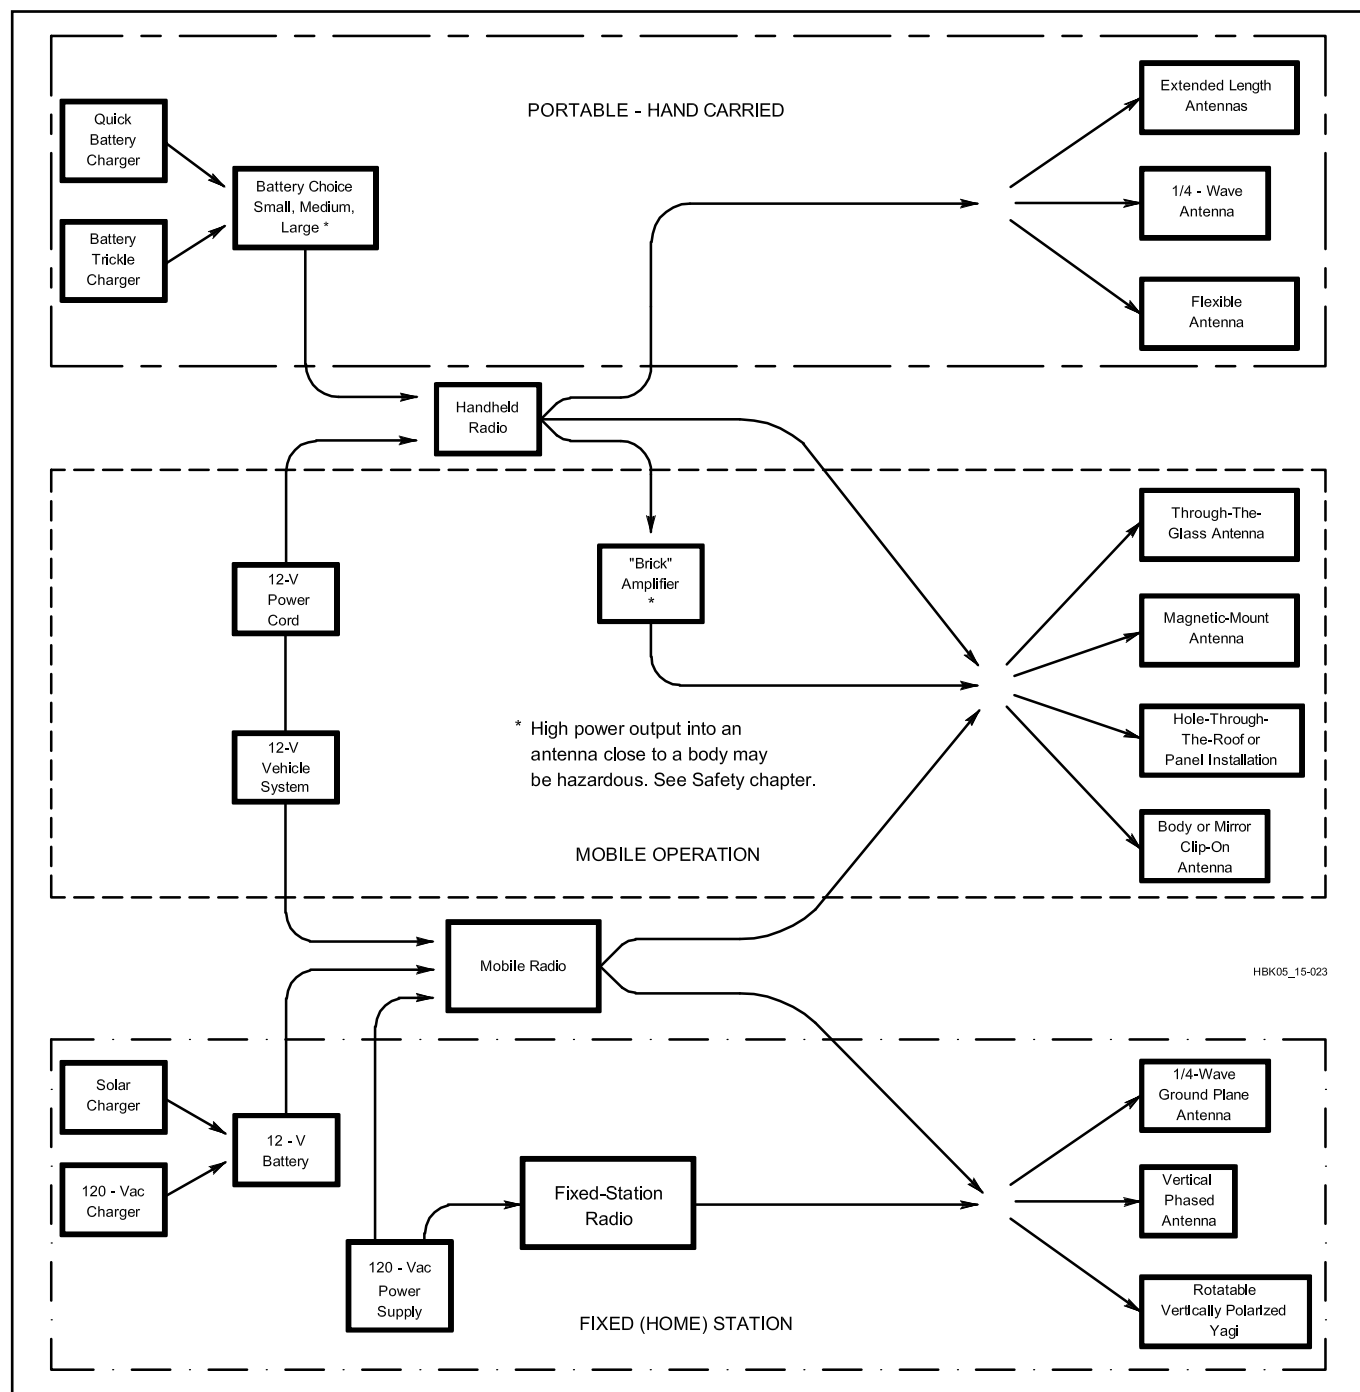 PORTABLE - HAND CARRIED
Quick
Battery
Charger
Battery
Trickle
Charger
Battery Choice
Small, Medium,
Large *
Extended Length
Antennas
1/4 - Wave
Antenna
Flexible
Antenna
Handheld
Radio
12-V
Power
Cord
12-V
Vehicle
System
"Brick"
Amplifier
*
* High power output into an
antenna close to a body may
be hazardous. See Safety chapter.
MOBILE OPERATION
Through-The-
Glass Antenna
Magnetic-Mount
Antenna
Hole-Through-
The-Roof or
Panel Installation
Body or Mirror
Clip-On
Antenna
Mobile Radio
HBK05_15-023
Solar
Charger
120 - Vac
Charger
12 - V
Battery
120 - Vac
Power
Supply
Fixed-Station
Radio
FIXED (HOME) STATION
1/4-Wave
Ground Plane
Antenna
Vertical
Phased
Antenna
Rotatable
Vertically Polarized
Yagi